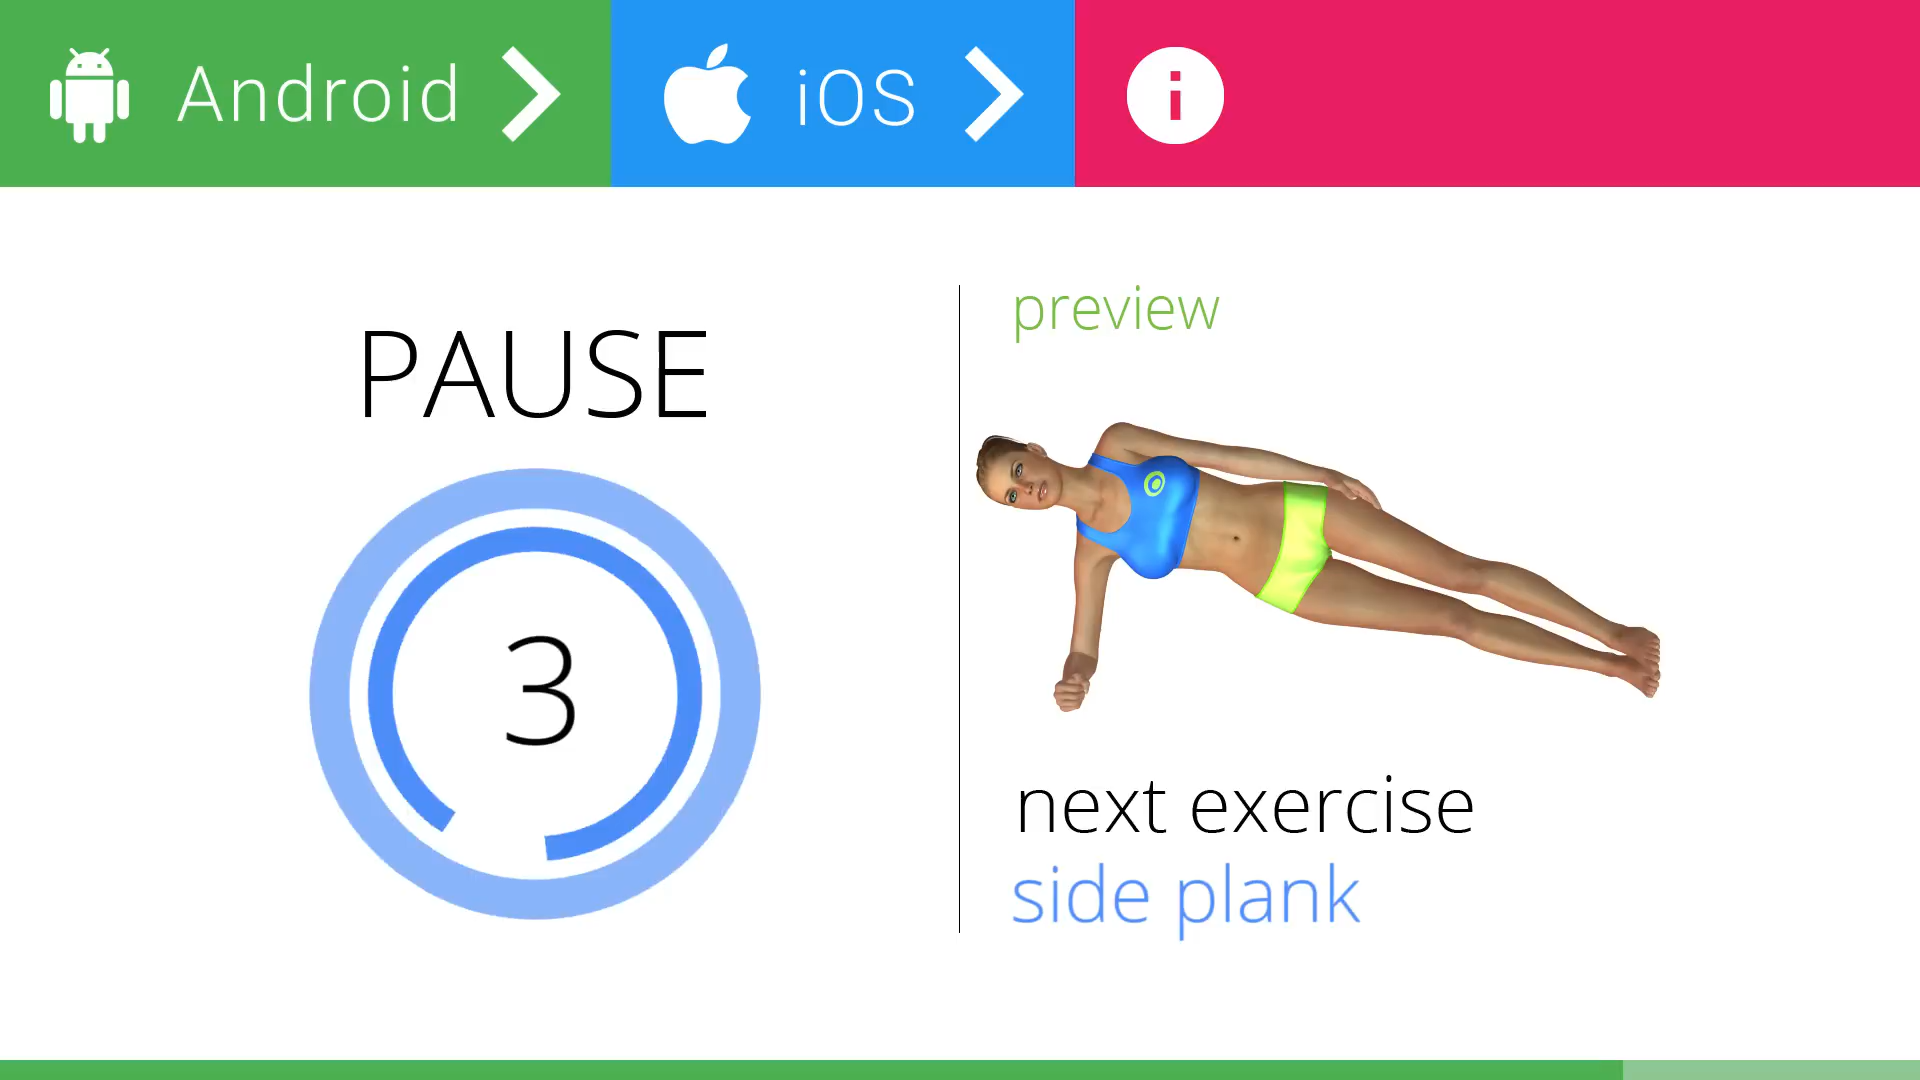 Android
iOS
i
PAUSE
3
preview
next exercise
side plank